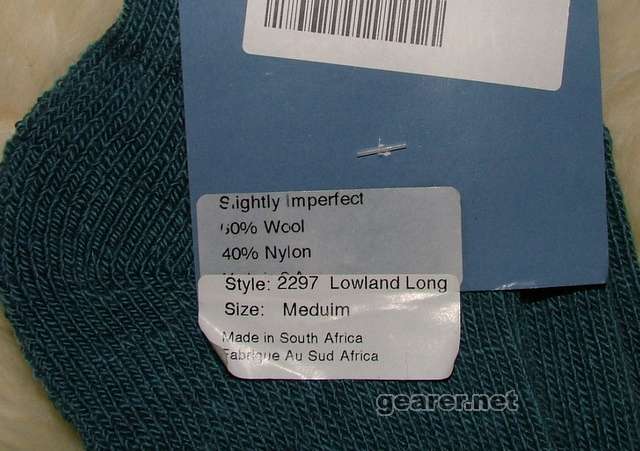 Slightly Imperfect
60% Wool
40% Nylon
Style: 2297 Lowland Long
Size: Meduim
Made in South Africa
Fabrique Au Sud Africa
gearer.net